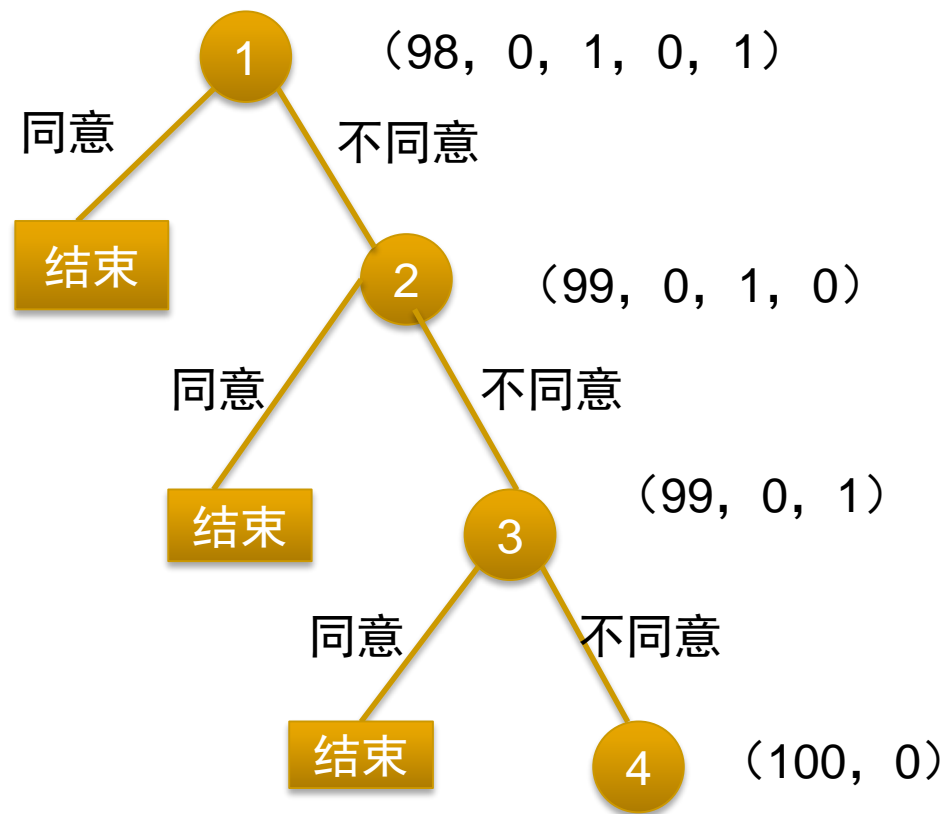 1 （98，0，1，0，1）
同意 不同意
结束
2 （99，0，1，0）
同意 不同意
结束
3 （99，0，1）
同意 不同意
结束
4 （100，0）